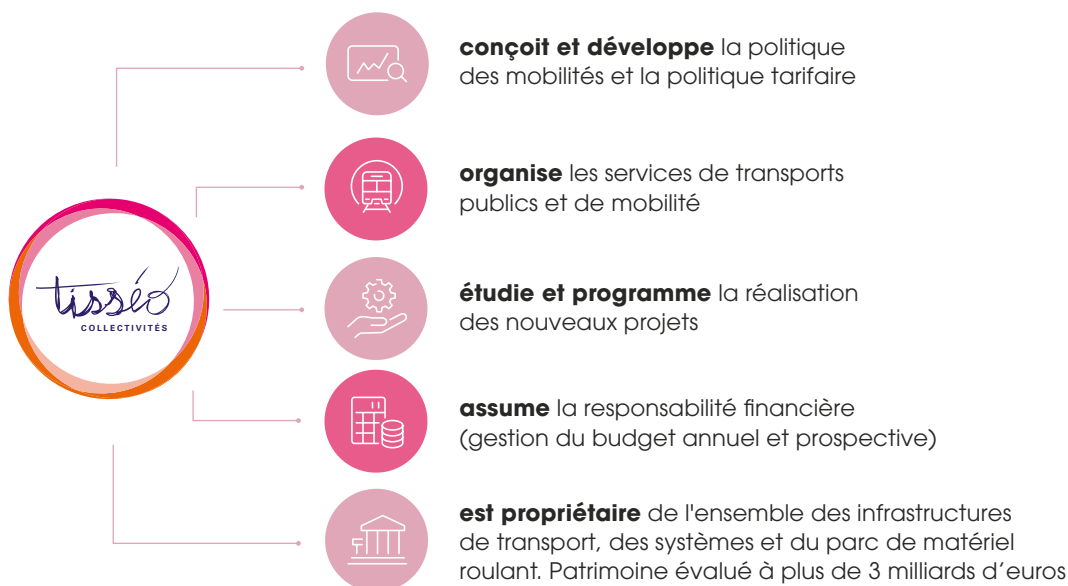 conçoit et développe la politique
des mobilités et la politique tarifaire
organise les services de transports
publics et de mobilité
tisséo
COLLECTIVITÉS
étudie et programme la réalisation
des nouveaux projets
assume la responsabilité financière
(gestion du budget annuel et prospective)
est propriétaire de l'ensemble des infrastructures
de transport, des systèmes et du parc de matériel
roulant. Patrimoine évalué à plus de 3 milliards d’euros